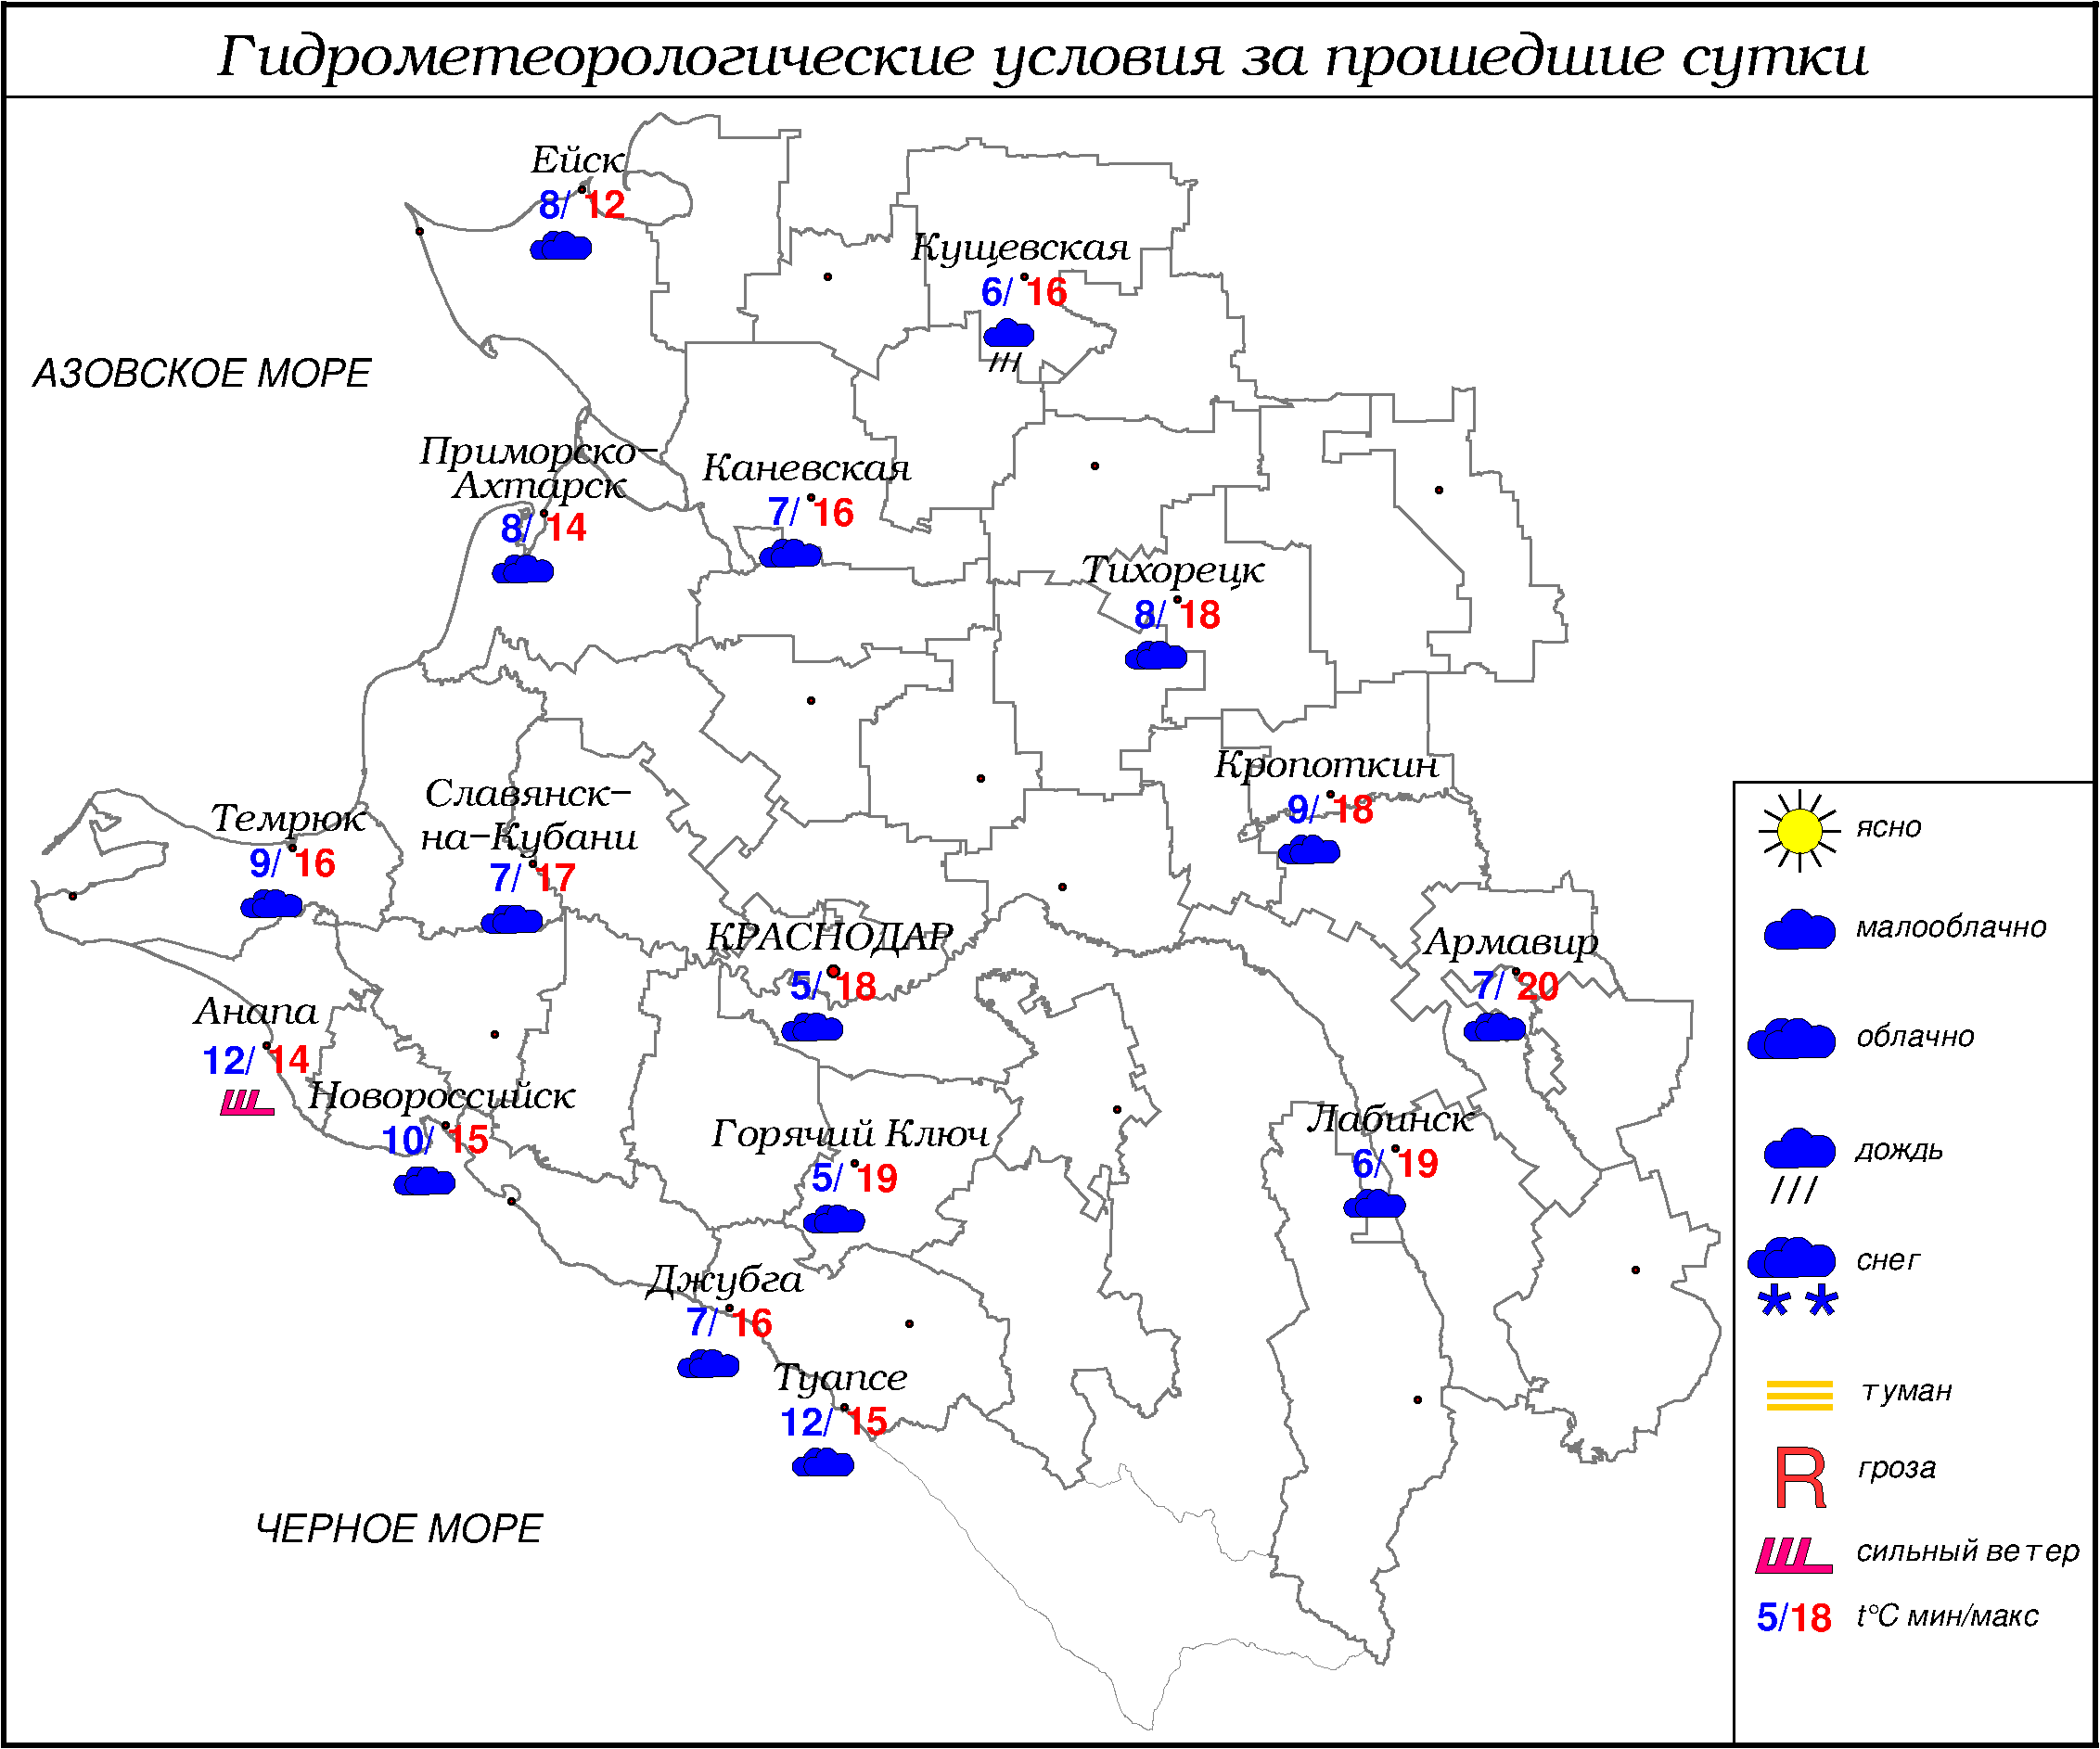 Гидрометеорологические условия за прошедшие сутки
Ейск
8/ 12
Кущевская
6/ 16
АЗОВСКОЕ МОРЕ
Приморско-
Ахтарск
8/ 14
Каневская
7/ 16
Тихорецк
8/ 18
Кропоткин
9/ 18
Темрюк
9/ 16
Славянск-
на-Кубани
7/ 17
КРАСНОДАР
5/ 18
Армавир
7/ 20
Анапа
12/ 14
Новороссийск
10/ 15
Горячий Ключ
5/ 19
Лабинск
6/ 19
Джубга
7/ 16
Туапсе
12/ 15
ЧЕРНОЕ МОРЕ
ясно
малооблачно
облачно
дождь
снег
туман
R гроза
сильный ветер
5/18 t°C мин/макс